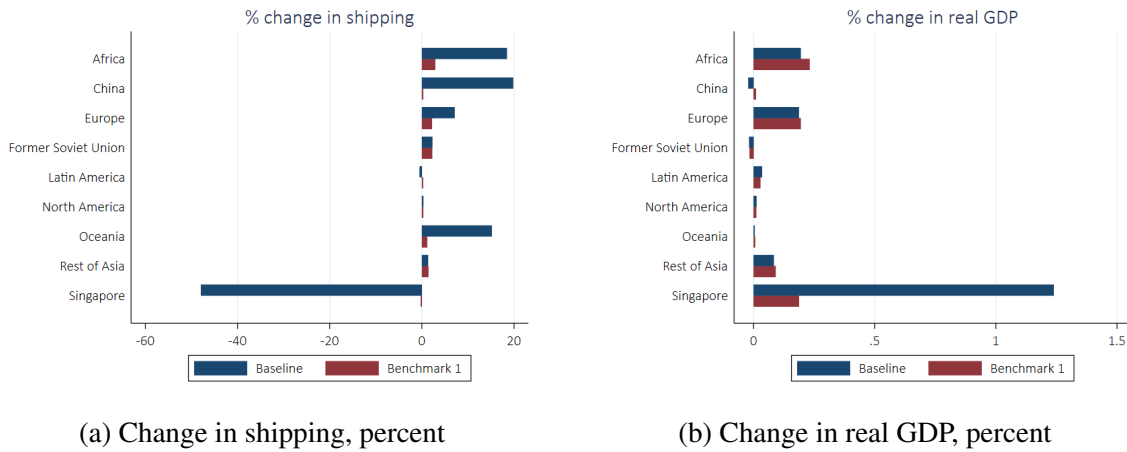 % change in shipping
Africa
China
Europe
Former Soviet Union
Latin America
North America
Oceania
Rest of Asia
Singapore
-60 -40 -20 0 20
Baseline Benchmark 1
(a) Change in shipping, percent
% change in real GDP
Africa
China
Europe
Former Soviet Union
Latin America
North America
Oceania
Rest of Asia
Singapore
0 .5 1 1.5
Baseline Benchmark 1
(b) Change in real GDP, percent